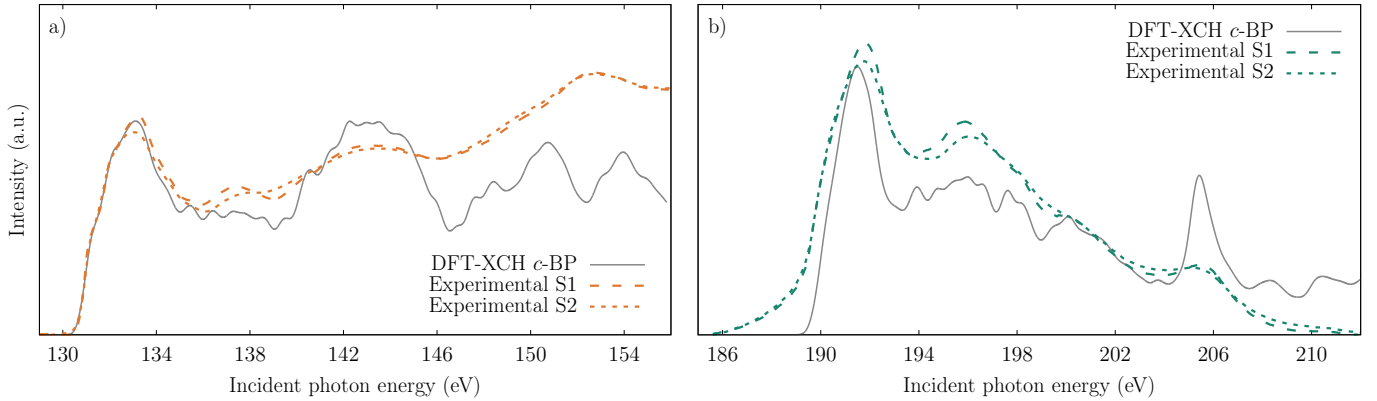 a)
Intensity (a.u.)
DFT-XCH c-BP
Experimental S1
Experimental S2
130 134 138 142 146 150 154
Incident photon energy (eV)
b)
DFT-XCH c-BP
Experimental S1
Experimental S2
186 190 194 198 202 206 210
Incident photon energy (eV)